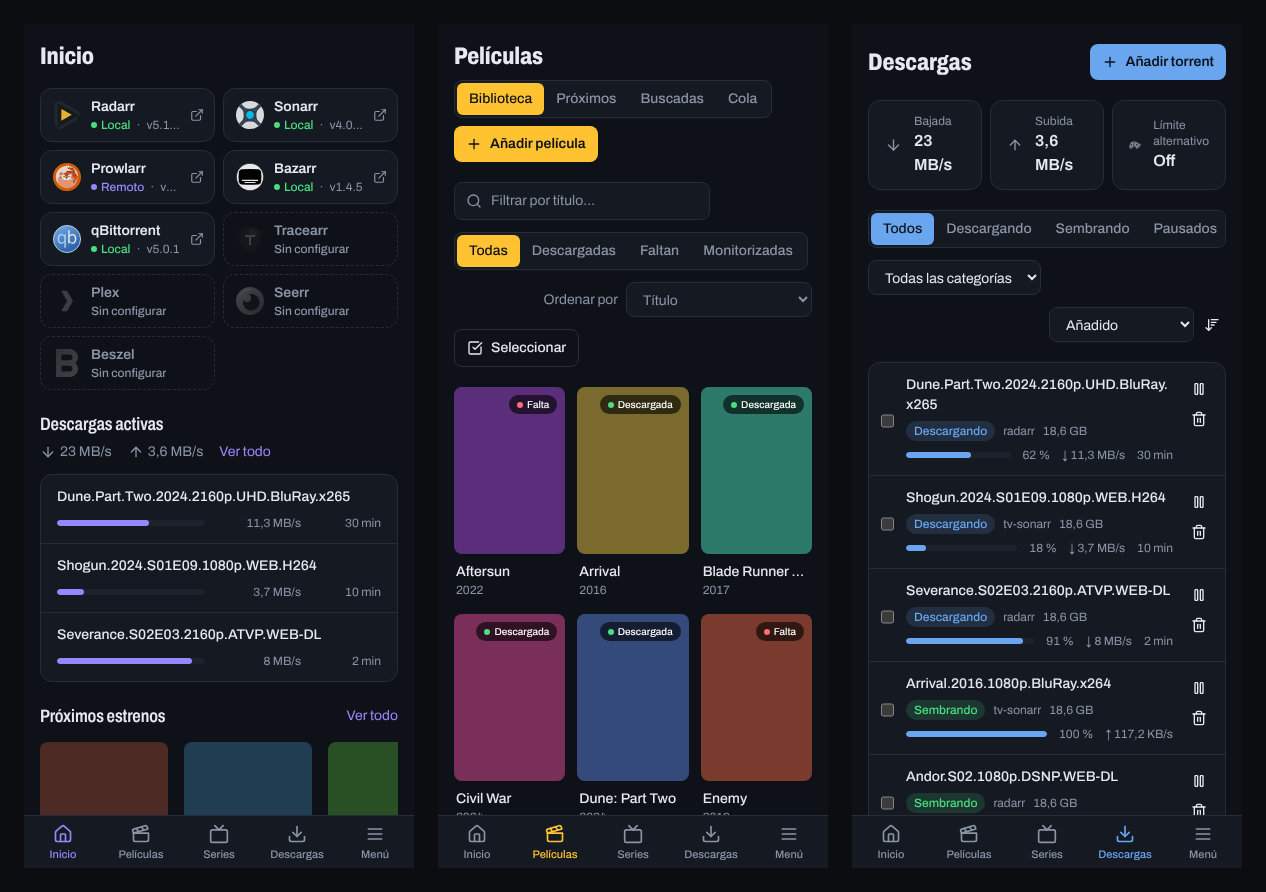 Inicio
Radarr
Local · v5.1...
Sonarr
Local · v4.0...
Prowlarr
Remoto · v...
Bazarr
Local · v1.4.5
qBittorrent
Local · v5.0.1
Tracearr
Sin configurar
Plex
Sin configurar
Seerr
Sin configurar
Beszel
Sin configurar
Descargas activas
23 MB/s 3,6 MB/s Ver todo
Dune.Part.Two.2024.2160p.UHD.BluRay.x265
11,3 MB/s 30 min
Shogun.2024.S01E09.1080p.WEB.H264
3,7 MB/s 10 min
Severance.S02E03.2160p.ATVP.WEB-DL
8 MB/s 2 min
Próximos estrenos Ver todo
Inicio Películas Series Descargas Menú
Películas
Biblioteca Próximos Buscadas Cola
Añadir película
Filtrar por título...
Todas Descargadas Faltan Monitorizadas
Ordenar por Título
Seleccionar
Falta Descargada Descargada
Aftersun Arrival Blade Runner ...
2022 2016 2017
Descargada Descargada Falta
Civil War Dune: Part Two Enemy
Inicio Películas Series Descargas Menú
Descargas
Añadir torrent
Bajada
23
MB/s
Subida
3,6
MB/s
Límite
alternativo
Off
Todos Descargando Sembrando Pausados
Todas las categorías
Añadido
Dune.Part.Two.2024.2160p.UHD.BluRay.
x265
Descargando radarr 18,6 GB
62 % ↓ 11,3 MB/s 30 min
Shogun.2024.S01E09.1080p.WEB.H264
Descargando tv-sonarr 18,6 GB
18 % ↓ 3,7 MB/s 10 min
Severance.S02E03.2160p.ATVP.WEB-DL
Descargando radarr 18,6 GB
91 % ↓ 8 MB/s 2 min
Arrival.2016.1080p.BluRay.x264
Sembrando tv-sonarr 18,6 GB
100 % ↑ 117,2 KB/s
Andor.S02.1080p.DSNP.WEB-DL
Sembrando radarr 18,6 GB
Inicio Películas Series Descargas Menú